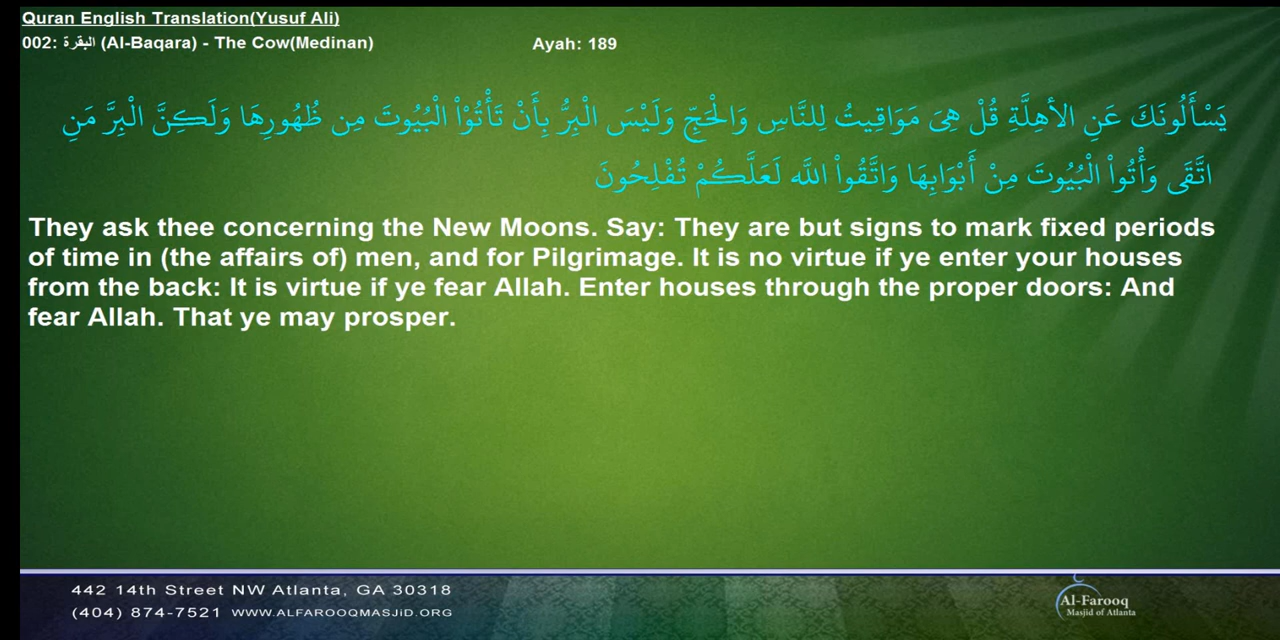 Quran English Translation(Yusuf Ali)
002: البقرة (Al-Baqara) - The Cow(Medinan)
Ayah: 189
يَسْأَلُونَكَ عَنِ الأهِلَّةِ قُلْ هِىَ مَوَاقِيتُ لِلنَّاسِ وَالْحَجِّ وَلَيْسَ الْبِرُّ بِأَنْ تَأْتُوْاْ الْبُيُوتَ مِن ظُهُورِهَا وَلَكِنَّ الْبِرَّ مَنِ
اتَّقَى وَأْتُواْ الْبُيُوتَ مِنْ أَبْوَابِهَا وَاتَّقُواْ اللَّه لَعَلَّكُمْ تُفْلِحُونَ
They ask thee concerning the New Moons. Say: They are but signs to mark fixed periods
of time in (the affairs of) men, and for Pilgrimage. It is no virtue if ye enter your houses
from the back: It is virtue if ye fear Allah. Enter houses through the proper doors: And
fear Allah. That ye may prosper.
442 14th Street NW Atlanta, GA 30318
(404) 874-7521 WWW.ALFAROOQMASJiD.ORG
Al-Farooq
Masjid of Atlanta